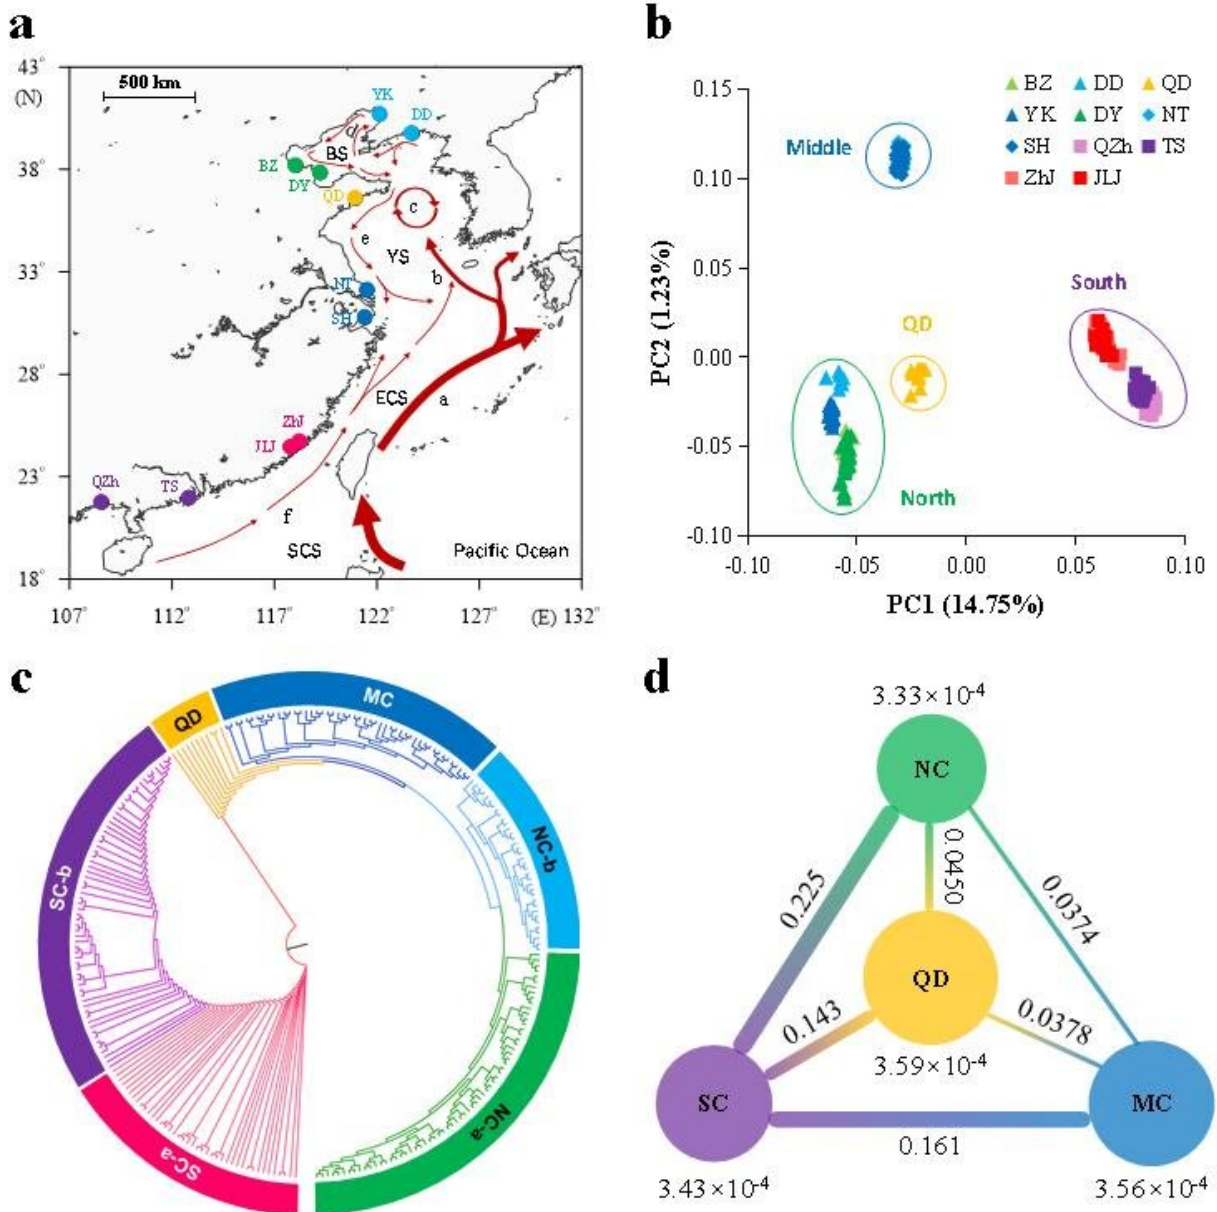 a
43°
(N)
500 km
YK
DD
d
BS
BZ
DY
38°
QD
c
e
YS
b
33°
NT
SH
28°
ECS
a
ZhJ
JLJ
23°
QZh
TS
f
SCS
Pacific Ocean
18°
107° 112° 117° 122° 127° (E) 132°
b
0.15
0.10
0.05
0.00
-0.05
-0.10
PC2 (1.23%)
BZ DD QD
YK DY NT
SH QZh TS
ZhJ JLJ
Middle
South
QD
North
-0.10 -0.05 0.00 0.05 0.10
PC1 (14.75%)
c
MC
QD
NC-b
SC-b
NC-a
SC-a
d
3.33×10⁻⁴
NC
0.0450
0.225
0.0374
QD
0.143
0.0378
3.59×10⁻⁴
SC
MC
0.161
3.43×10⁻⁴
3.56×10⁻⁴